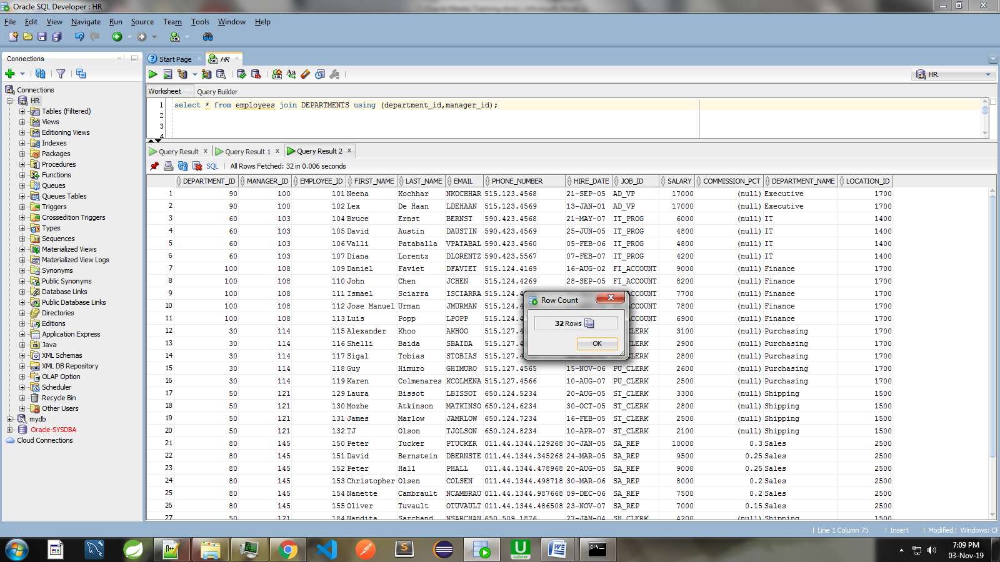 Oracle SQL Developer : HR
File Edit View Navigate Run Source Team Tools Window Help
Connections
Start Page
HR
HR
Connections
HR
Tables (Filtered)
Views
Editioning Views
Indexes
Packages
Procedures
Functions
Queues
Queues Tables
Triggers
Crossedition Triggers
Types
Sequences
Materialized Views
Materialized View Logs
Synonyms
Public Synonyms
Database Links
Public Database Links
Directories
Editions
Application Express
Java
XML Schemas
XML DB Repository
OLAP Option
Scheduler
Recycle Bin
Other Users
mydb
Oracle-SYSDBA
Cloud Connections
Worksheet Query Builder
1 select * from employees join DEPARTMENTS using (department_id,manager_id);
2
3
4
Query Result x Query Result 1 x Query Result 2 x
SQL | All Rows Fetched: 32 in 0.006 seconds
DEPARTMENT_ID MANAGER_ID EMPLOYEE_ID FIRST_NAME LAST_NAME EMAIL PHONE_NUMBER HIRE_DATE JOB_ID SALARY COMMISSION_PCT DEPARTMENT_NAME LOCATION_ID
1 90 100 101 Neena Kochhar NKOCHHAR 515.123.4568 21-SEP-05 AD_VP 17000 (null) Executive 1700
2 90 100 102 Lex De Haan LDEHAAN 515.123.4569 13-JAN-01 AD_VP 17000 (null) Executive 1700
3 60 103 104 Bruce Ernst BERNST 590.423.4568 21-MAY-07 IT_PROG 6000 (null) IT 1400
4 60 103 105 David Austin DAUSTIN 590.423.4569 25-JUN-05 IT_PROG 4800 (null) IT 1400
5 60 103 106 Valli Pataballa VPATABAL 590.423.4560 05-FEB-06 IT_PROG 4800 (null) IT 1400
6 60 103 107 Diana Lorentz DLORENTZ 590.423.5567 07-FEB-07 IT_PROG 4200 (null) IT 1400
7 100 108 109 Daniel Faviet DFAVIET 515.124.4169 16-AUG-02 FI_ACCOUNT 9000 (null) Finance 1700
8 100 108 110 John Chen JCHEN 515.124.4269 28-SEP-05 FI_ACCOUNT 8200 (null) Finance 1700
9 100 108 111 Ismael Sciarra ISCIARRA 515.124. _ACCOUNT 7700 (null) Finance 1700
10 100 108 112 Jose Manuel Urman JMURMAN 515.124. ACCOUNT 7800 (null) Finance 1700
11 100 108 113 Luis Popp LPOPP 515.124. ACCOUNT 6900 (null) Finance 1700
12 30 114 115 Alexander Khoo AKHOO 515.127. _CLERK 3100 (null) Purchasing 1700
13 30 114 116 Shelli Baida SBAIDA 515.127. _CLERK 2900 (null) Purchasing 1700
14 30 114 117 Sigal Tobias STOBIAS 515.127. _CLERK 2800 (null) Purchasing 1700
15 30 114 118 Guy Himuro GHIMURO 515.127.4565 15-NOV-06 PU_CLERK 2600 (null) Purchasing 1700
16 30 114 119 Karen Colmenares KCOLMENA 515.127.4566 10-AUG-07 PU_CLERK 2500 (null) Purchasing 1700
17 50 121 129 Laura Bissot LBISSOT 650.124.5234 20-AUG-05 ST_CLERK 3300 (null) Shipping 1500
18 50 121 130 Mozhe Atkinson MATKINSO 650.124.6234 30-OCT-05 ST_CLERK 2800 (null) Shipping 1500
19 50 121 131 James Marlow JAMRLOW 650.124.7234 16-FEB-05 ST_CLERK 2500 (null) Shipping 1500
20 50 121 132 TJ Olson TJOLSON 650.124.8234 10-APR-07 ST_CLERK 2100 (null) Shipping 1500
21 80 145 150 Peter Tucker PTUCKER 011.44.1344.129268 30-JAN-05 SA_REP 10000 0.3 Sales 2500
22 80 145 151 David Bernstein DBERNSTE 011.44.1344.345268 24-MAR-05 SA_REP 9500 0.25 Sales 2500
23 80 145 152 Peter Hall PHALL 011.44.1344.478968 20-AUG-05 SA_REP 9000 0.25 Sales 2500
24 80 145 153 Christopher Olsen COLSEN 011.44.1344.498718 30-MAR-06 SA_REP 8000 0.2 Sales 2500
25 80 145 154 Nanette Cambrault NCAMBRAU 011.44.1344.987668 09-DEC-06 SA_REP 7500 0.2 Sales 2500
26 80 145 155 Oliver Tuvault OTUVAULT 011.44.1344.486508 23-NOV-07 SA_REP 7000 0.15 Sales 2500
27 50 121 184 Nandita Sarchand NSARCHAN 650.509.1876 27-JAN-04 SH_CLERK 4200 (null) Shipping 1500
Row Count
32 Rows
OK
Line 1 Column 75 | Insert | Modified | Windows: CF
7:09 PM
03-Nov-19